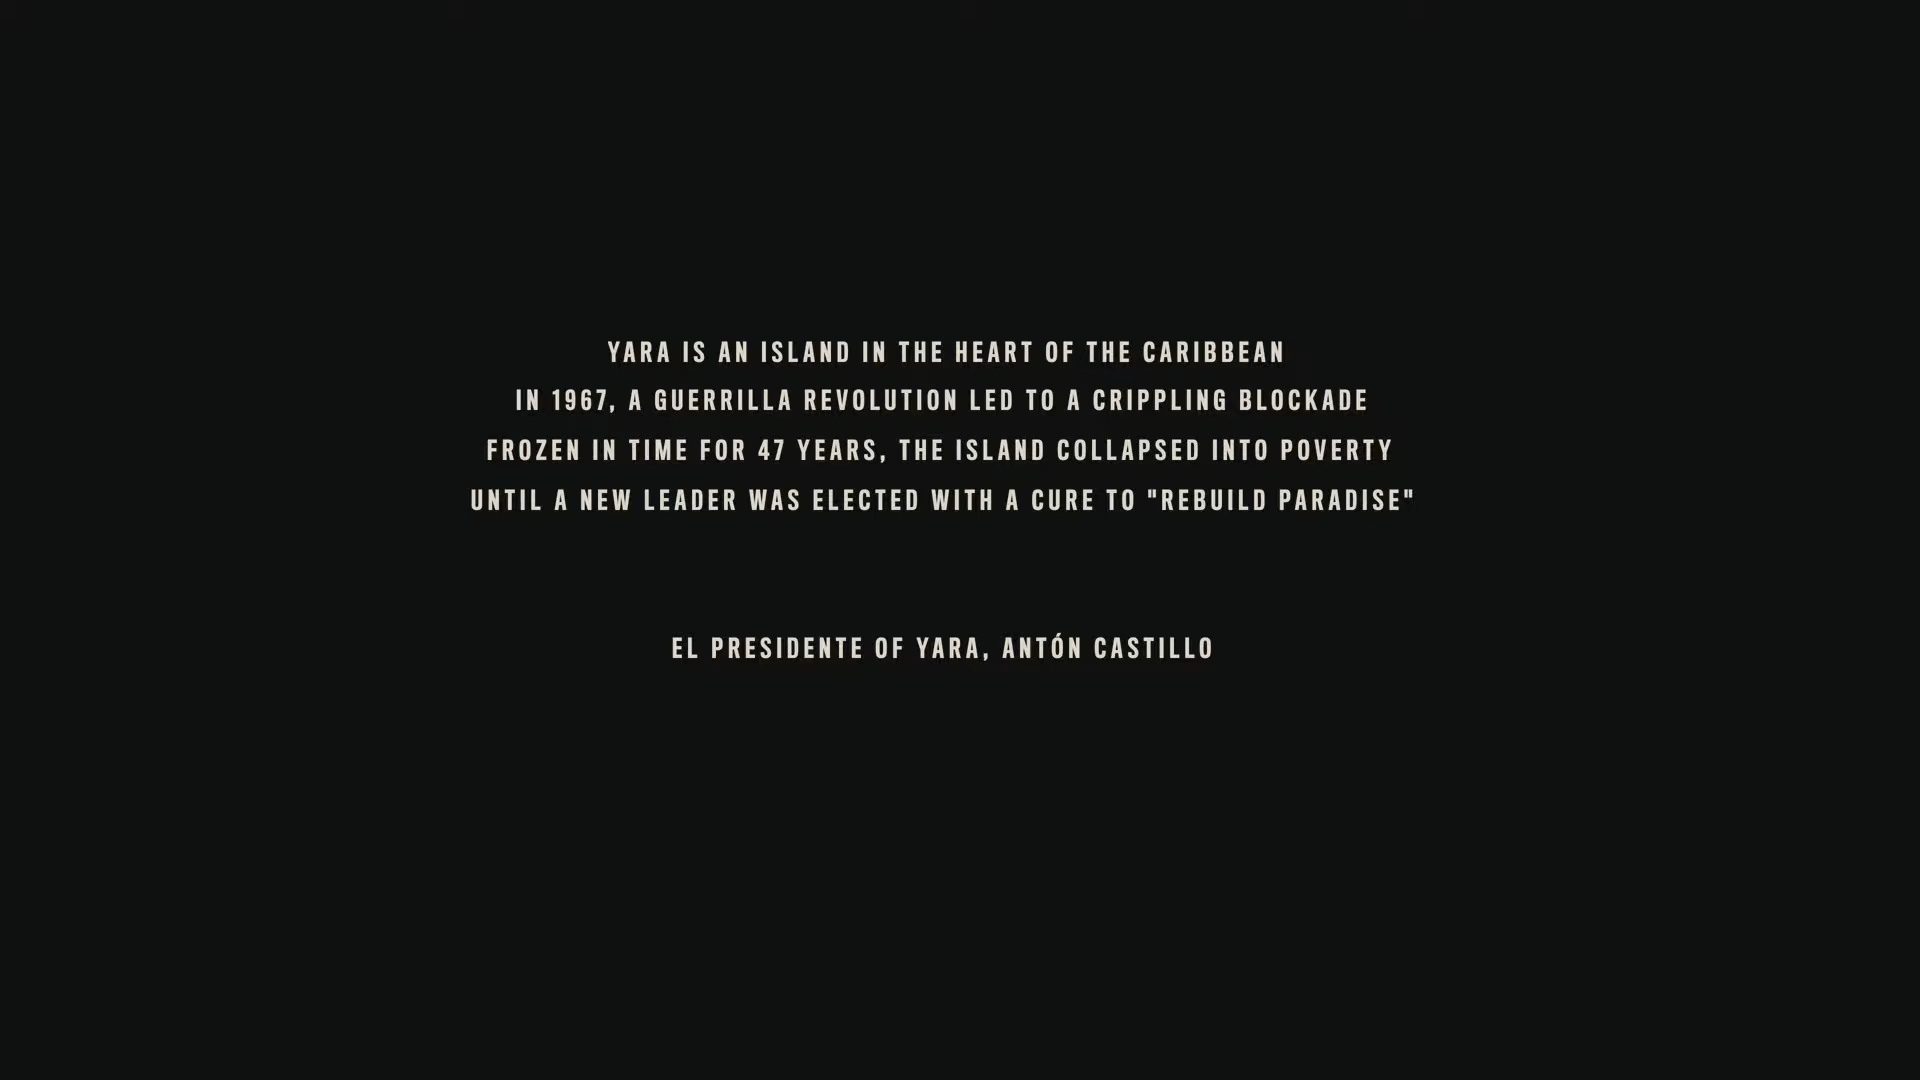 YARA IS AN ISLAND IN THE HEART OF THE CARIBBEAN
IN 1967, A GUERRILLA REVOLUTION LED TO A CRIPPLING BLOCKADE
FROZEN IN TIME FOR 47 YEARS, THE ISLAND COLLAPSED INTO POVERTY
UNTIL A NEW LEADER WAS ELECTED WITH A CURE TO "REBUILD PARADISE"
EL PRESIDENTE OF YARA, ANTÓN CASTILLO